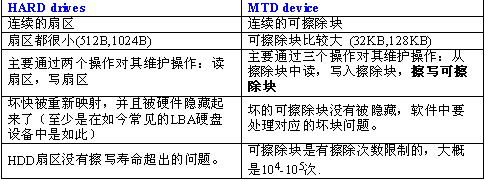 HARD drives
MTD device
连续的扇区
连续的可擦除块
扇区都很小(512B,1024B)
可擦除块比较大 (32KB,128KB)
主要通过两个操作对其维护操作：读
扇区，写扇区
主要通过三个操作对其维护操作：从
擦除块中读，写入擦除块，擦写可擦
除块
坏快被重新映射，并且被硬件隐藏起
来了（至少是在如今常见的LBA硬盘
设备中是如此）
坏的可擦除块没有被隐藏，软件中要
处理对应的坏块问题。
HDD扇区没有擦写寿命超出的问题。
可擦除块是有擦除次数限制的，大概
是10⁴-10⁵次.